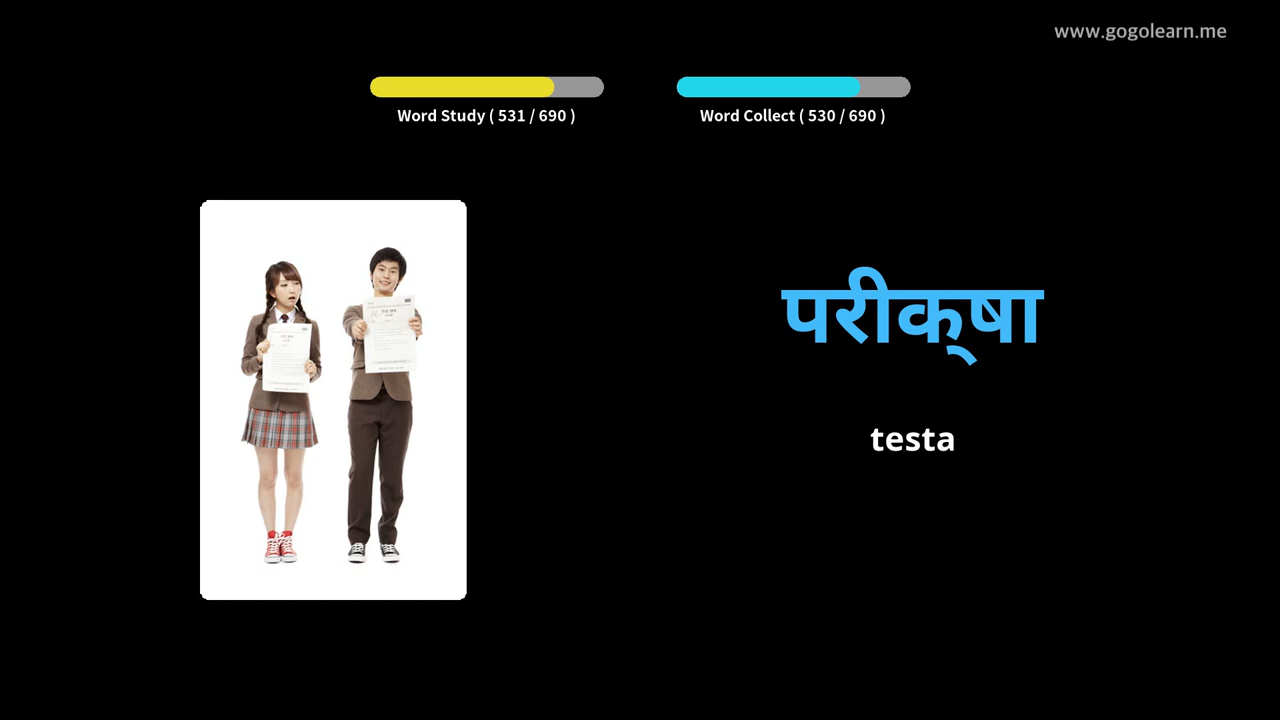 www.gogolearn.me
Word Study ( 531 / 690 )
Word Collect ( 530 / 690 )
परीक्‌षा
testa